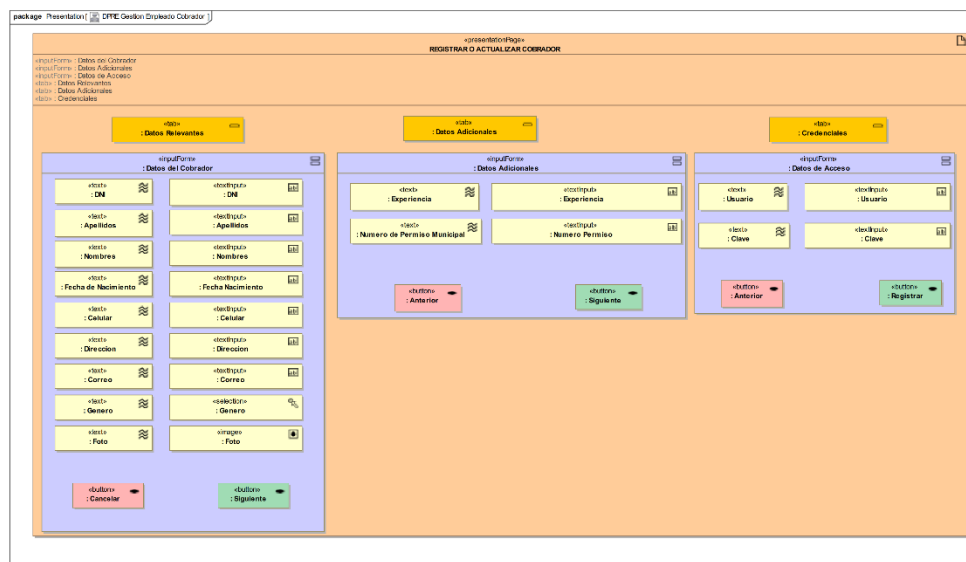 package Presentation [ DPRE Gestion Empleado Cobrador ]
«presentationPage»
REGISTRAR O ACTUALIZAR COBRADOR
«inputForm» : Datos del Cobrador
«inputForm» : Datos Adicionales
«inputForm» : Datos de Acceso
«tab» : Datos Relevantes
«tab» : Datos Adicionales
«tab» : Credenciales
«tab»
: Datos Relevantes
«inputForm»
: Datos del Cobrador
«text»
: DNI
«textInput»
: DNI
«text»
: Apellidos
«textInput»
: Apellidos
«text»
: Nombres
«textInput»
: Nombres
«text»
: Fecha de Nacimiento
«textInput»
: Fecha Nacimiento
«text»
: Celular
«textInput»
: Celular
«text»
: Direccion
«textInput»
: Direccion
«text»
: Correo
«textInput»
: Correo
«text»
: Genero
«selection»
: Genero
«text»
: Foto
«image»
: Foto
«button»
: Cancelar
«button»
: Siguiente
«tab»
: Datos Adicionales
«inputForm»
: Datos Adicionales
«text»
: Experiencia
«textInput»
: Experiencia
«text»
: Numero de Permiso Municipal
«textInput»
: Numero Permiso
«button»
: Anterior
«button»
: Siguiente
«tab»
: Credenciales
«inputForm»
: Datos de Acceso
«text»
: Usuario
«textInput»
: Usuario
«text»
: Clave
«textInput»
: Clave
«button»
: Anterior
«button»
: Registrar